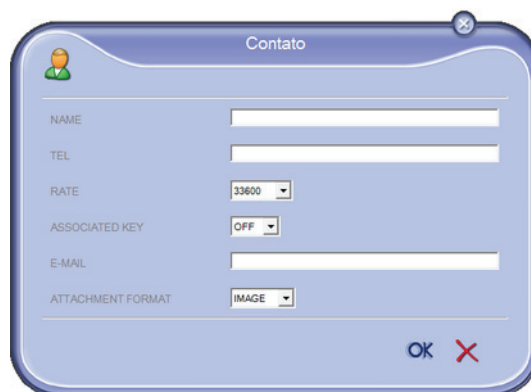 Contato
NAME
TEL
RATE 33600
ASSOCIATED KEY OFF
E-MAIL
ATTACHMENT FORMAT IMAGE
OK